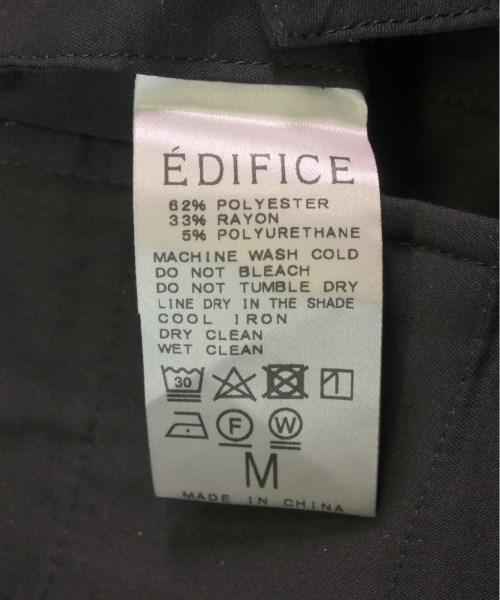 ÉDIFICE
62% POLYESTER
33% RAYON
5% POLYURETHANE
MACHINE WASH COLD
DO NOT BLEACH
DO NOT TUMBLE DRY
LINE DRY IN THE SHADE
COOL IRON
DRY CLEAN
WET CLEAN
30
F W
M
MADE IN CHINA